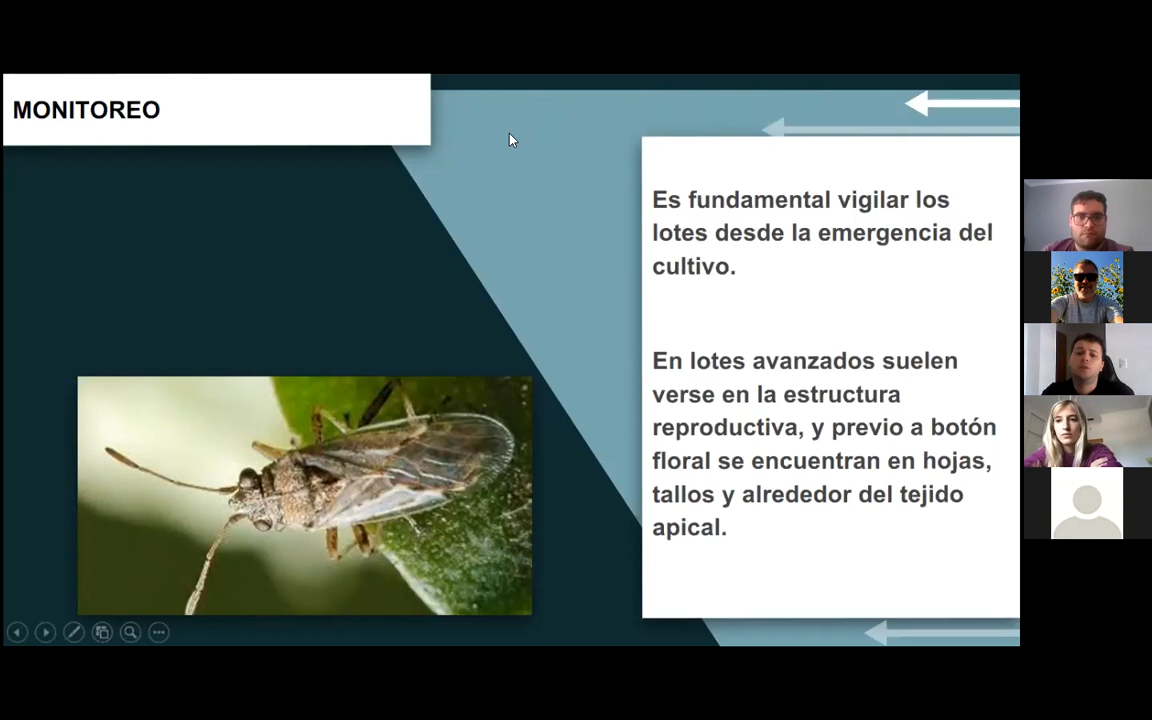 MONITOREO
Es fundamental vigilar los
lotes desde la emergencia del
cultivo.
En lotes avanzados suelen
verse en la estructura
reproductiva, y previo a botón
floral se encuentran en hojas,
tallos y alrededor del tejido
apical.